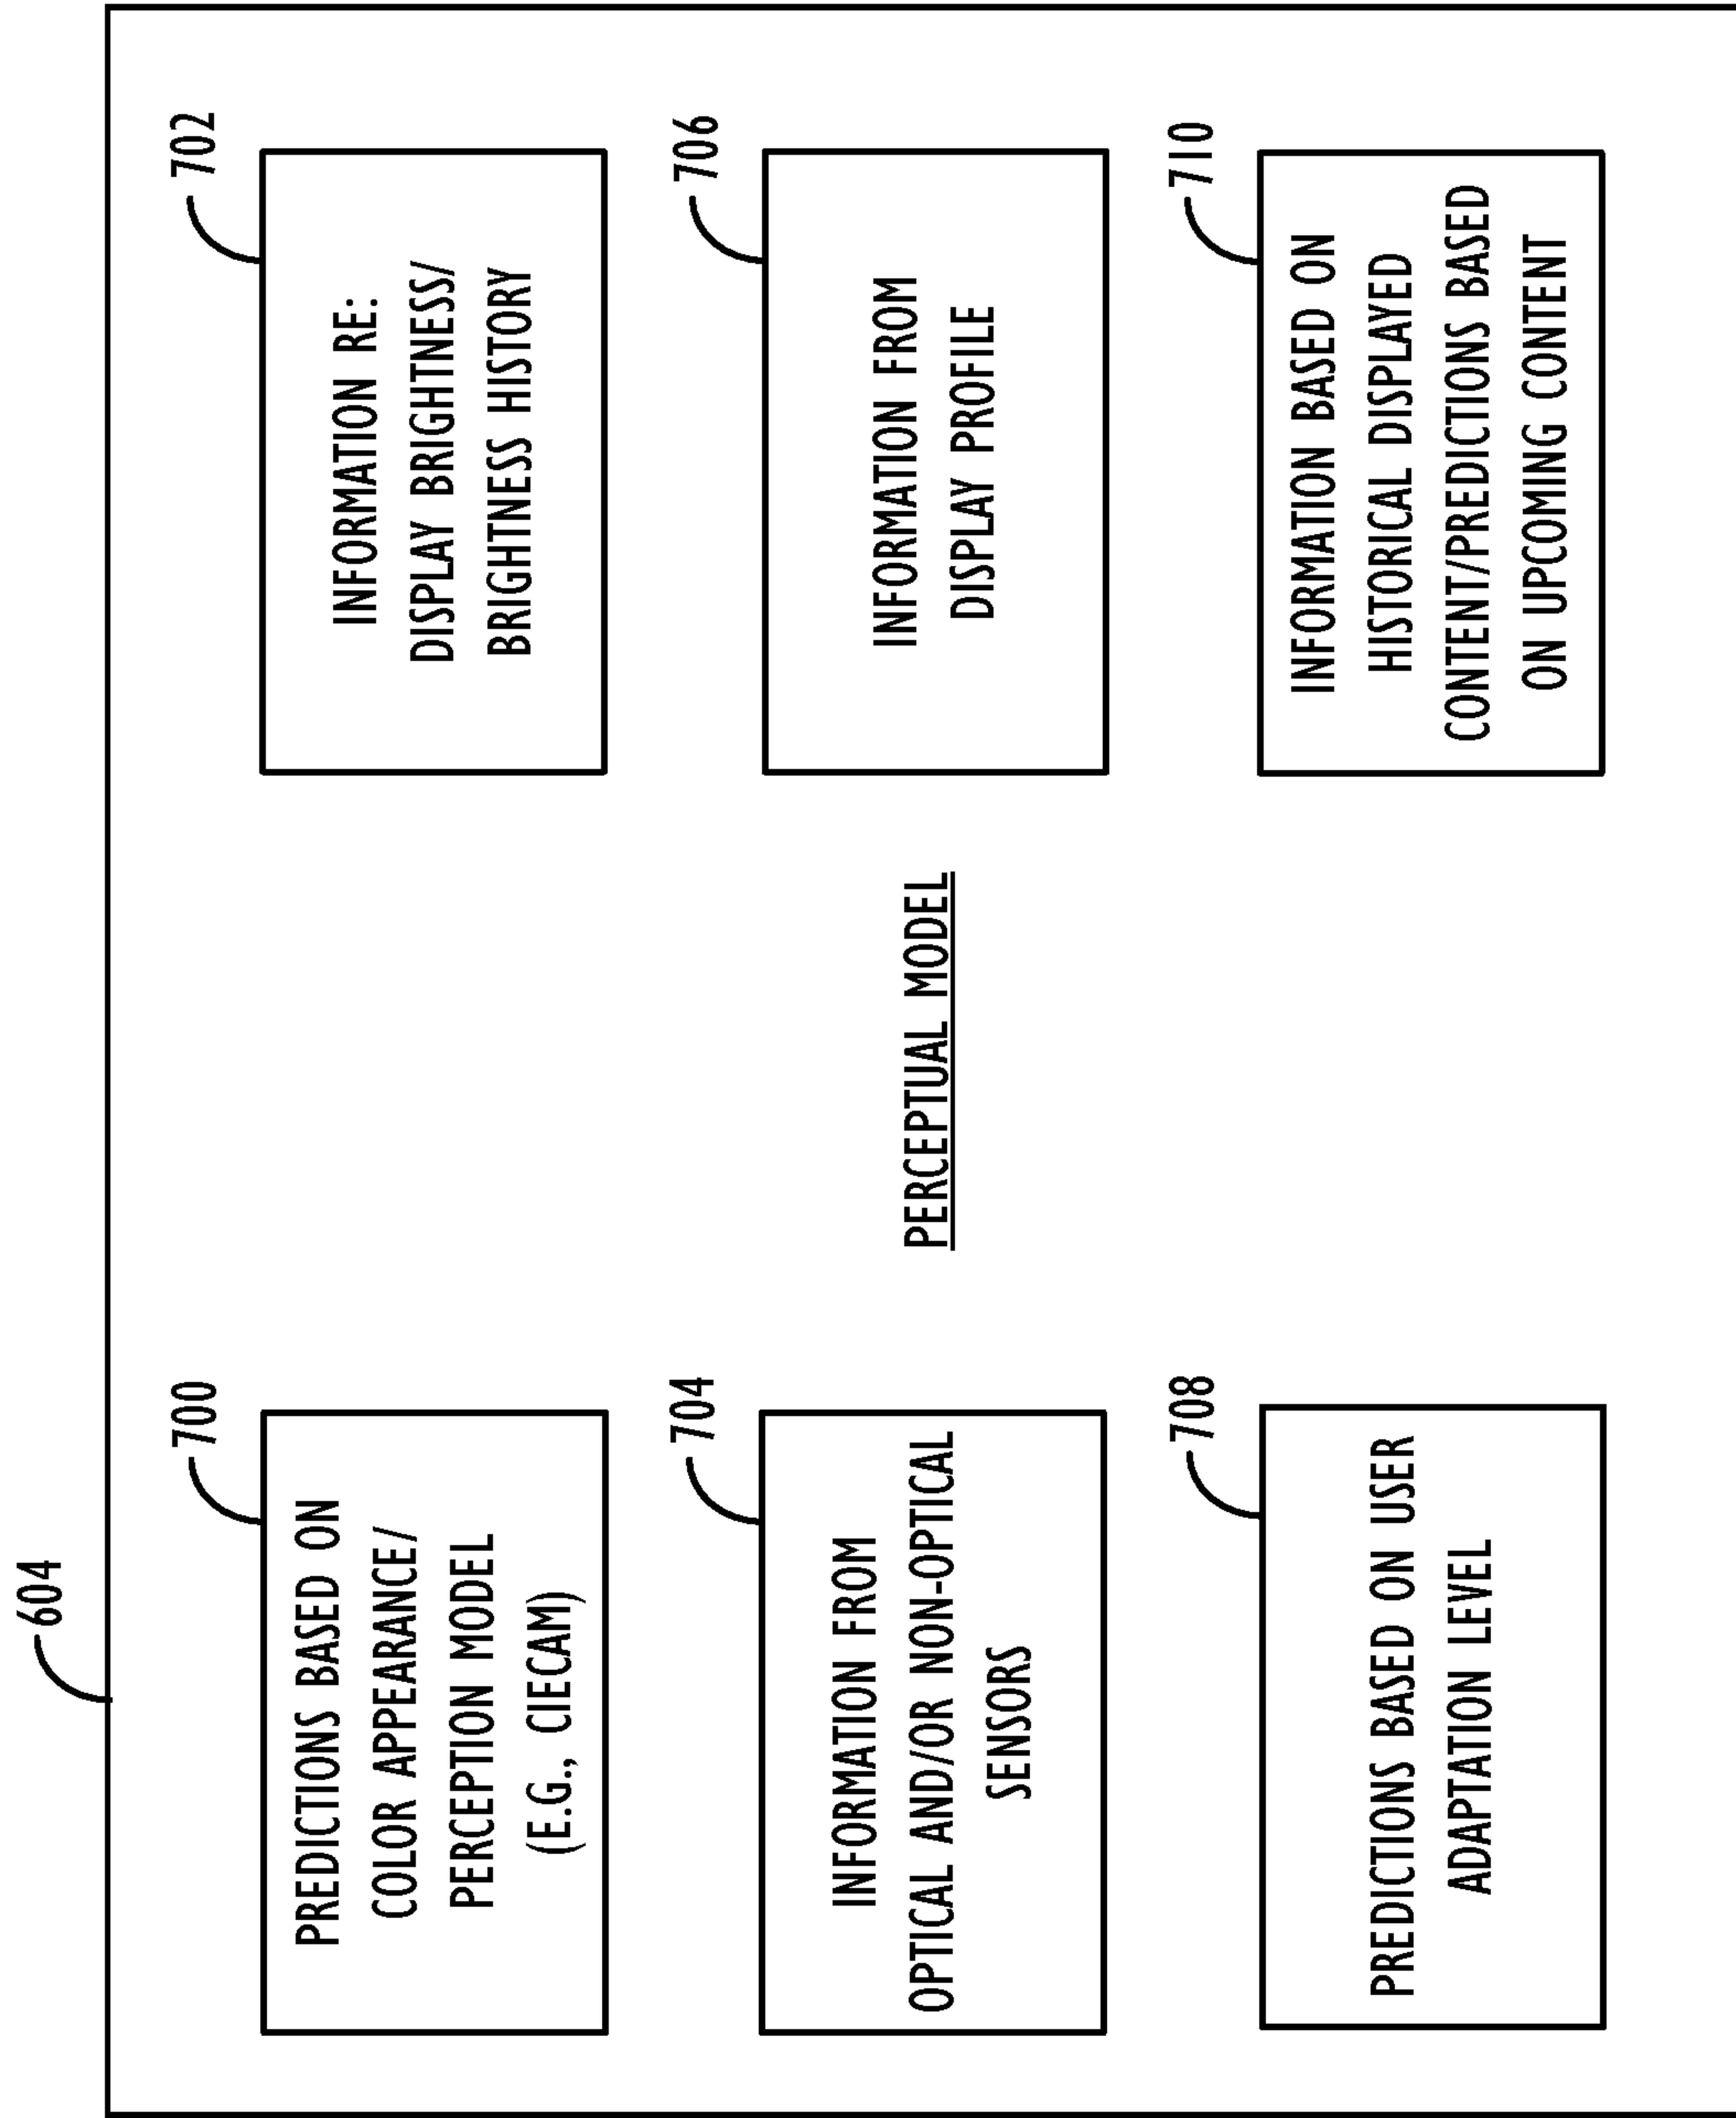 604
700
PREDICTIONS BASED ON
COLOR APPEARANCE/
PERCEPTION MODEL
(E.G., CIECAM)
702
INFORMATION RE:
DISPLAY BRIGHTNESS/
BRIGHTNESS HISTORY
704
INFORMATION FROM
OPTICAL AND/OR NON-OPTICAL
SENSORS
PERCEPTUAL MODEL
706
INFORMATION FROM
DISPLAY PROFILE
708
PREDICTIONS BASED ON USER
ADAPTATION LEVEL
710
INFORMATION BASED ON
HISTORICAL DISPLAYED
CONTENT/PREDICTIONS BASED
ON UPCOMING CONTENT